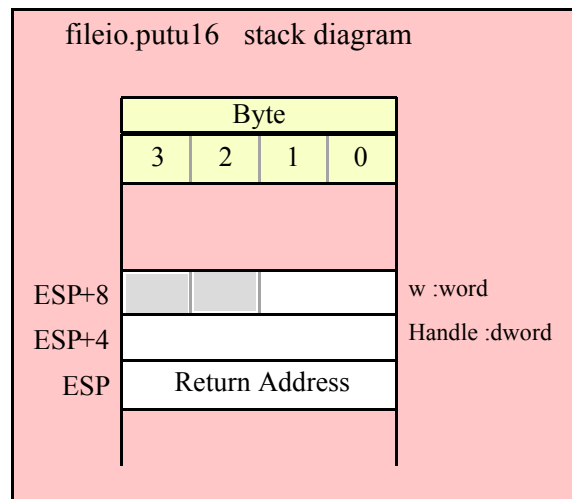 fileio.putu16 stack diagram
Byte
3 2 1 0
ESP+8 w :word
ESP+4 Handle :dword
ESP Return Address